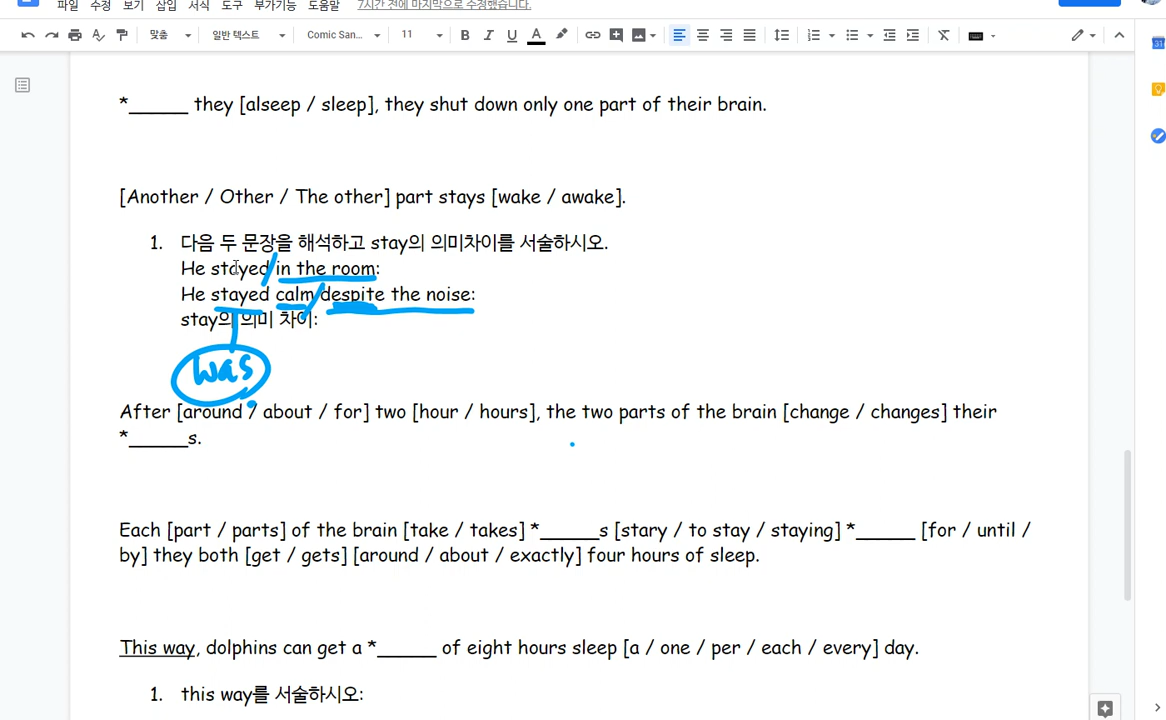 파일 수정 보기 삽입 서식 도구 부가기능 도움말 7시간 전에 마지막으로 수정했습니다.
맞춤 일반 텍스트 Comic San... 11 B I U A
31
*_____ they [alseep / sleep], they shut down only one part of their brain.
[Another / Other / The other] part stays [wake / awake].
1. 다음 두 문장을 해석하고 stay의 의미차이를 서술하시오.
He stayed / in the room:
He stayed calm / despite the noise:
stay의 의미 차이:
was
After [around / about / for] two [hour / hours], the two parts of the brain [change / changes] their
*_____s.
Each [part / parts] of the brain [take / takes] *_____s [stary / to stay / staying] *_____ [for / until /
by] they both [get / gets] [around / about / exactly] four hours of sleep.
This way, dolphins can get a *_____ of eight hours sleep [a / one / per / each / every] day.
1. this way를 서술하시오: